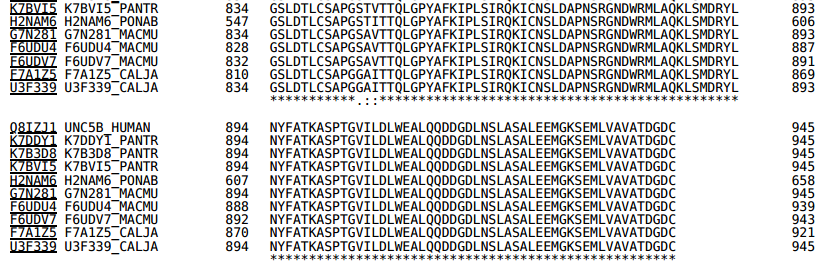 K7BVI5 K7BVI5_PANTR 834 GSLDTLCSAPGSTVTTQLGPYAFKIPLSIRQKICNSLDAPNSRGNDWRMLAQKLSMDRYL 893
H2NAM6 H2NAM6_PONAB 547 GSLDTLCSAPGSTVTTQLGPYAFKIPLSIRQKICNSLDAPNSRGNDWRMLAQKLSMDRYL 606
G7N281 G7N281_MACMU 834 GSLDTLCSAPGSAVTTQLGPYAFKIPLSIRQKICNSLDAPNSRGNDWRMLAQKLSMDRYL 893
F6UDU4 F6UDU4_MACMU 828 GSLDTLCSAPGSAVTTQLGPYAFKIPLSIRQKICNSLDAPNSRGNDWRMLAQKLSMDRYL 887
F6UDV7 F6UDV7_MACMU 832 GSLDTLCSAPGSAVTTQLGPYAFKIPLSIRQKICNSLDAPNSRGNDWRMLAQKLSMDRYL 891
F7A1Z5 F7A1Z5_CALJA 810 GSLDTLCSAPGGAITTQLGPYAFKIPLSIRQKICNSLDAPNSRGNDWRMLAQKLSMDRYL 869
U3F339 U3F339_CALJA 834 GSLDTLCSAPGGAITTQLGPYAFKIPLSIRQKICNSLDAPNSRGNDWRMLAQKLSMDRYL 893
***********.::**********************************************
Q8IZJ1 UNC5B_HUMAN 894 NYFATKASPTGVILDLWEALQQDDGDLNSLASALEEMGKSEMLVAVATDGDC 945
K7DDY1 K7DDY1_PANTR 894 NYFATKASPTGVILDLWEALQQDDGDLNSLASALEEMGKSEMLVAVATDGDC 945
K7B3D8 K7B3D8_PANTR 894 NYFATKASPTGVILDLWEALQQDDGDLNSLASALEEMGKSEMLVAVATDGDC 945
K7BVI5 K7BVI5_PANTR 894 NYFATKASPTGVILDLWEALQQDDGDLNSLASALEEMGKSEMLVAVATDGDC 945
H2NAM6 H2NAM6_PONAB 607 NYFATKASPTGVILDLWEALQQDDGDLNSLASALEEMGKSEMLVAVATDGDC 658
G7N281 G7N281_MACMU 894 NYFATKASPTGVILDLWEALQQDDGDLNSLASALEEMGKSEMLVAVATDGDC 945
F6UDU4 F6UDU4_MACMU 888 NYFATKASPTGVILDLWEALQQDDGDLNSLASALEEMGKSEMLVAVATDGDC 939
F6UDV7 F6UDV7_MACMU 892 NYFATKASPTGVILDLWEALQQDDGDLNSLASALEEMGKSEMLVAVATDGDC 943
F7A1Z5 F7A1Z5_CALJA 870 NYFATKASPTGVILDLWEALQQDDGDLNSLASALEEMGKSEMLVAVATDGDC 921
U3F339 U3F339_CALJA 894 NYFATKASPTGVILDLWEALQQDDGDLNSLASALEEMGKSEMLVAVATDGDC 945
****************************************************